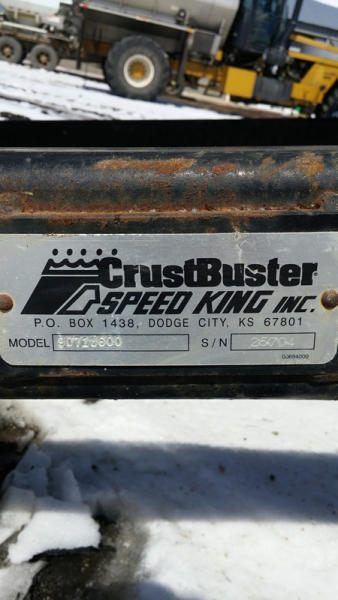 CrustBuster®
SPEED KING INC.
P.O. BOX 1438, DODGE CITY, KS 67801
MODEL
S/N